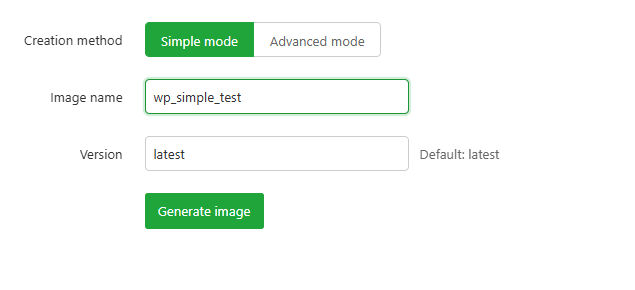 Creation method Simple mode Advanced mode
Image name wp_simple_test
Version latest Default: latest
Generate image